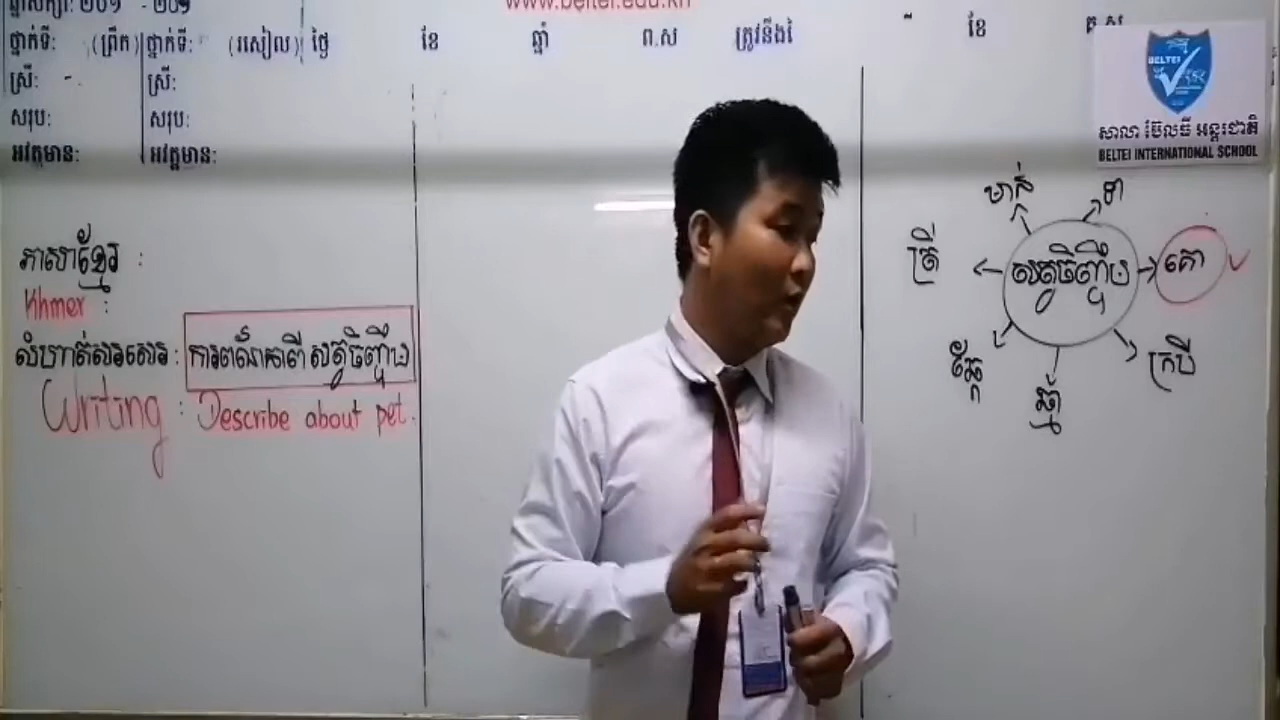 www.beltei.edu.kh
ថ្នាក់ទី: (ព្រឹក) ថ្នាក់ទី: (រសៀល) ថ្ងៃ ខែ ឆ្នាំ ព.ស ត្រូវនឹងថ្ងៃ ខែ គ.ស
ស្រី: ស្រី:
សរុប: សរុប:
អវត្តមាន: អវត្តមាន:
BELTEI
សាលា ប៊ែលធី អន្តរជាតិ
BELTEI INTERNATIONAL SCHOOL
ភាសាខ្មែរ :
Khmer :
លំហាត់សរសេរ : ការពណ៌នាអំពី សត្វចិញ្ចឹម
Writing : Describe about pet.
មាន់ ទា
ត្រី សត្វចិញ្ចឹម គោ
ឆ្កែ ឆ្មា ក្របី